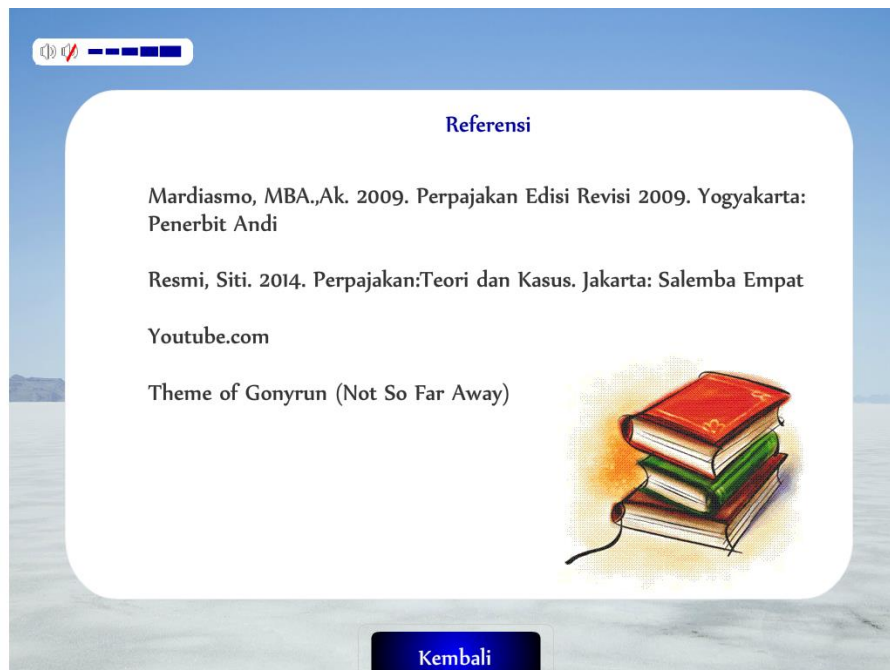 Referensi
Mardiasmo, MBA.,Ak. 2009. Perpajakan Edisi Revisi 2009. Yogyakarta:
Penerbit Andi
Resmi, Siti. 2014. Perpajakan:Teori dan Kasus. Jakarta: Salemba Empat
Youtube.com
Theme of Gonyrun (Not So Far Away)
Kembali